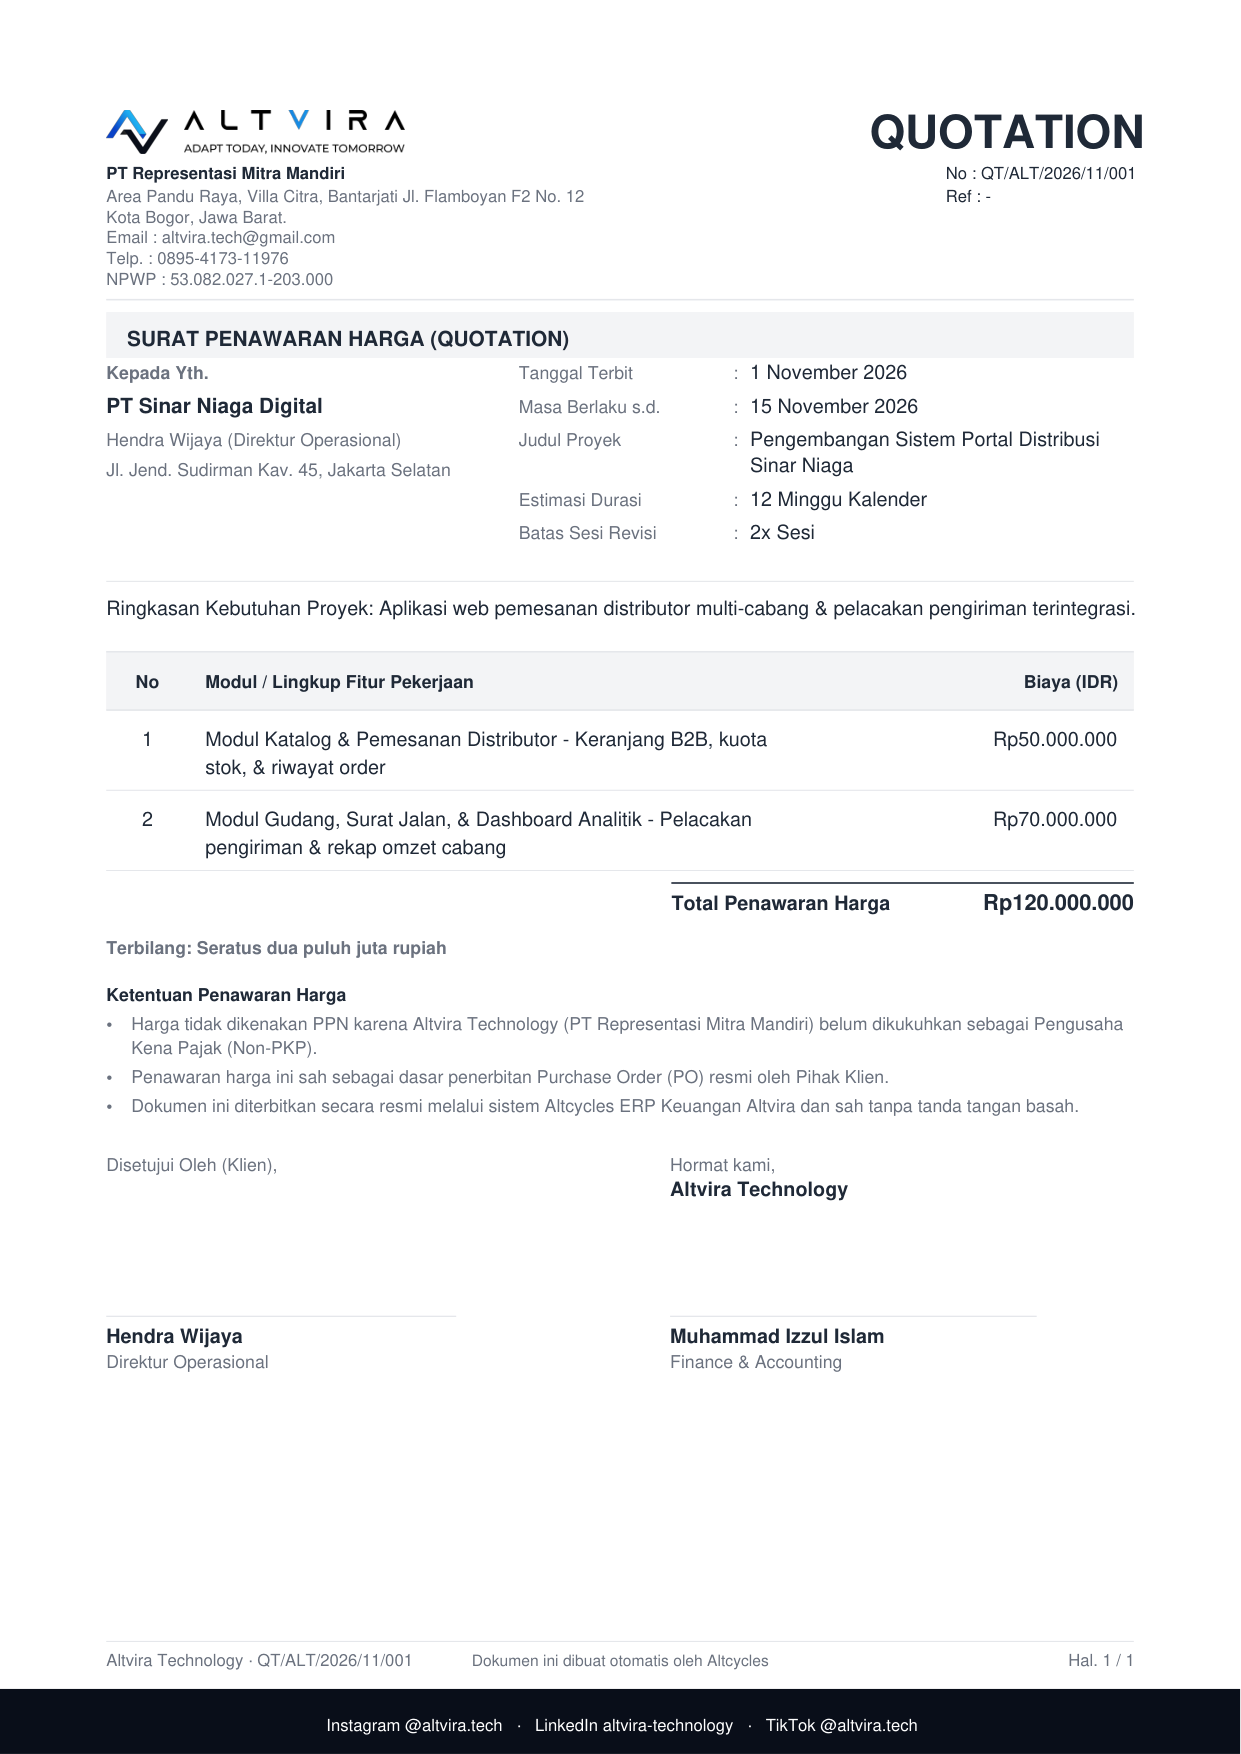 ALTVIRA
ADAPT TODAY, INNOVATE TOMORROW
QUOTATION
PT Representasi Mitra Mandiri
No : QT/ALT/2026/11/001
Area Pandu Raya, Villa Citra, Bantarjati Jl. Flamboyan F2 No. 12
Ref : -
Kota Bogor, Jawa Barat.
Email : altvira.tech@gmail.com
Telp. : 0895-4173-11976
NPWP : 53.082.027.1-203.000
SURAT PENAWARAN HARGA (QUOTATION)
Kepada Yth.
PT Sinar Niaga Digital
Hendra Wijaya (Direktur Operasional)
Jl. Jend. Sudirman Kav. 45, Jakarta Selatan
Tanggal Terbit : 1 November 2026
Masa Berlaku s.d. : 15 November 2026
Judul Proyek : Pengembangan Sistem Portal Distribusi
Sinar Niaga
Estimasi Durasi : 12 Minggu Kalender
Batas Sesi Revisi : 2x Sesi
Ringkasan Kebutuhan Proyek: Aplikasi web pemesanan distributor multi-cabang & pelacakan pengiriman terintegrasi.
No Modul / Lingkup Fitur Pekerjaan Biaya (IDR)
1 Modul Katalog & Pemesanan Distributor - Keranjang B2B, kuota Rp50.000.000
stok, & riwayat order
2 Modul Gudang, Surat Jalan, & Dashboard Analitik - Pelacakan Rp70.000.000
pengiriman & rekap omzet cabang
Total Penawaran Harga Rp120.000.000
Terbilang: Seratus dua puluh juta rupiah
Ketentuan Penawaran Harga
• Harga tidak dikenakan PPN karena Altvira Technology (PT Representasi Mitra Mandiri) belum dikukuhkan sebagai Pengusaha
Kena Pajak (Non-PKP).
• Penawaran harga ini sah sebagai dasar penerbitan Purchase Order (PO) resmi oleh Pihak Klien.
• Dokumen ini diterbitkan secara resmi melalui sistem Altcycles ERP Keuangan Altvira dan sah tanpa tanda tangan basah.
Disetujui Oleh (Klien),
Hormat kami,
Altvira Technology
Hendra Wijaya
Direktur Operasional
Muhammad Izzul Islam
Finance & Accounting
Altvira Technology · QT/ALT/2026/11/001 Dokumen ini dibuat otomatis oleh Altcycles Hal. 1 / 1
Instagram @altvira.tech · LinkedIn altvira-technology · TikTok @altvira.tech